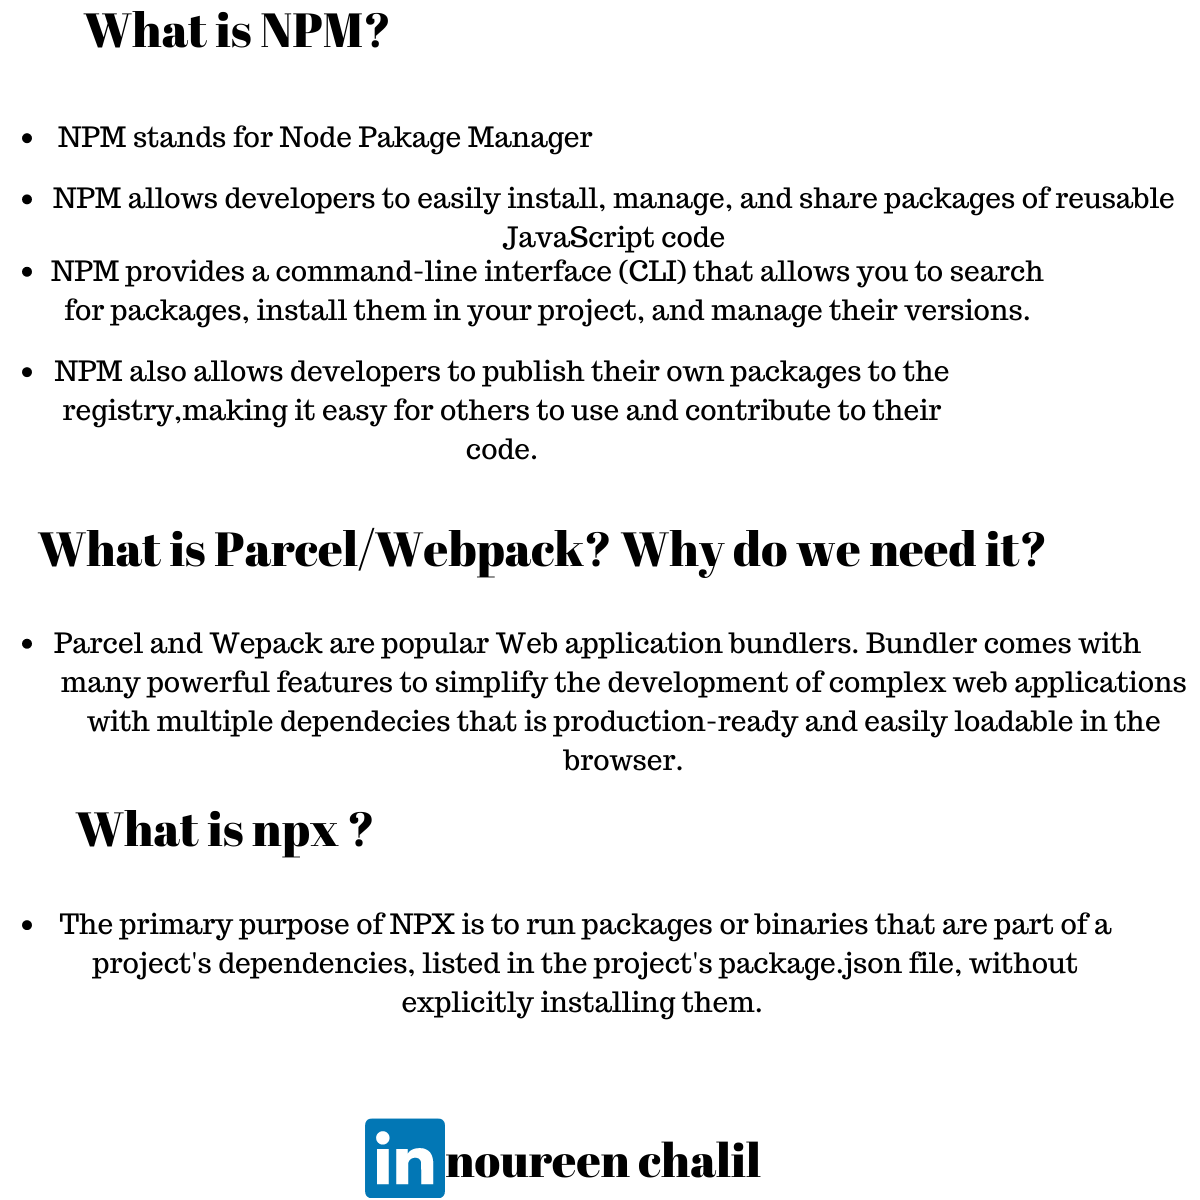 What is NPM?
• NPM stands for Node Pakage Manager
• NPM allows developers to easily install, manage, and share packages of reusable
JavaScript code
• NPM provides a command-line interface (CLI) that allows you to search
for packages, install them in your project, and manage their versions.
• NPM also allows developers to publish their own packages to the
registry,making it easy for others to use and contribute to their
code.
What is Parcel/Webpack? Why do we need it?
• Parcel and Wepack are popular Web application bundlers. Bundler comes with
many powerful features to simplify the development of complex web applications
with multiple dependecies that is production-ready and easily loadable in the
browser.
What is npx ?
• The primary purpose of NPX is to run packages or binaries that are part of a
project's dependencies, listed in the project's package.json file, without
explicitly installing them.
in noureen chalil